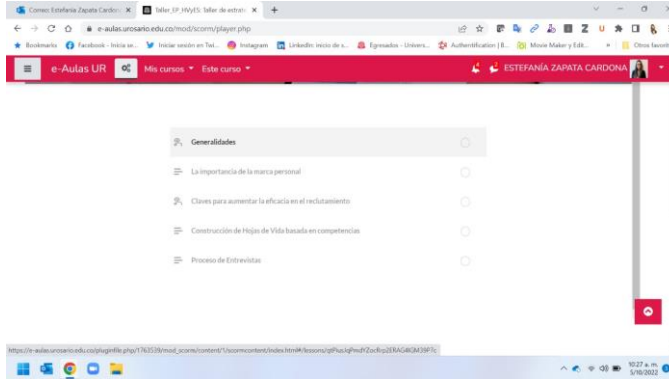 Correo: Estefania Zapata Cardon
Taller_EP_HVyES: Taller de estrat
e-aulas.urosario.edu.co/mod/scorm/player.php
Bookmarks
Facebook - Inicia se...
Iniciar sesión en Twi...
Instagram
LinkedIn: inicio de s...
Egresados - Univers...
Authentification | B...
Movie Maker y Edit...
Otros favorit
e-Aulas UR
Mis cursos
Este curso
ESTEFANÍA ZAPATA CARDONA
Generalidades
La importancia de la marca personal
Claves para aumentar la eficacia en el reclutamiento
Construcción de Hojas de Vida basada en competencias
Proceso de Entrevistas
10:27 a. m.
5/10/2022